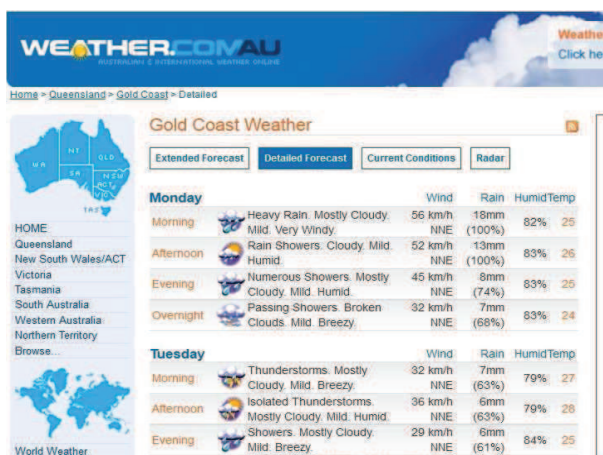 WEATHER.COM.AU
AUSTRALIAN & INTERNATIONAL WEATHER ONLINE
Weathe
Click he
Home > Queensland > Gold Coast > Detailed
Gold Coast Weather
Extended Forecast Detailed Forecast Current Conditions Radar
WA NT QLD SA NSW ACT VIC TAS
HOME
Queensland
New South Wales/ACT
Victoria
Tasmania
South Australia
Western Australia
Northern Territory
Browse...
World Weather
Monday Wind Rain Humid Temp
Morning Heavy Rain. Mostly Cloudy. 56 km/h 18mm 82% 25
Mild. Very Windy. NNE (100%)
Afternoon Rain Showers. Cloudy. Mild. 52 km/h 13mm 83% 26
Humid. NNE (100%)
Evening Numerous Showers. Mostly 45 km/h 8mm 83% 25
Cloudy. Mild. Humid. NNE (74%)
Overnight Passing Showers. Broken 32 km/h 7mm 83% 24
Clouds. Mild. Breezy. NNE (68%)
Tuesday Wind Rain Humid Temp
Morning Thunderstorms. Mostly 32 km/h 7mm 79% 27
Cloudy. Mild. Breezy. NNE (63%)
Afternoon Isolated Thunderstorms. 36 km/h 6mm 79% 28
Mostly Cloudy. Mild. Humid. NNE (63%)
Evening Showers. Mostly Cloudy. 29 km/h 6mm 84% 25
Mild. Breezy. NNE (61%)